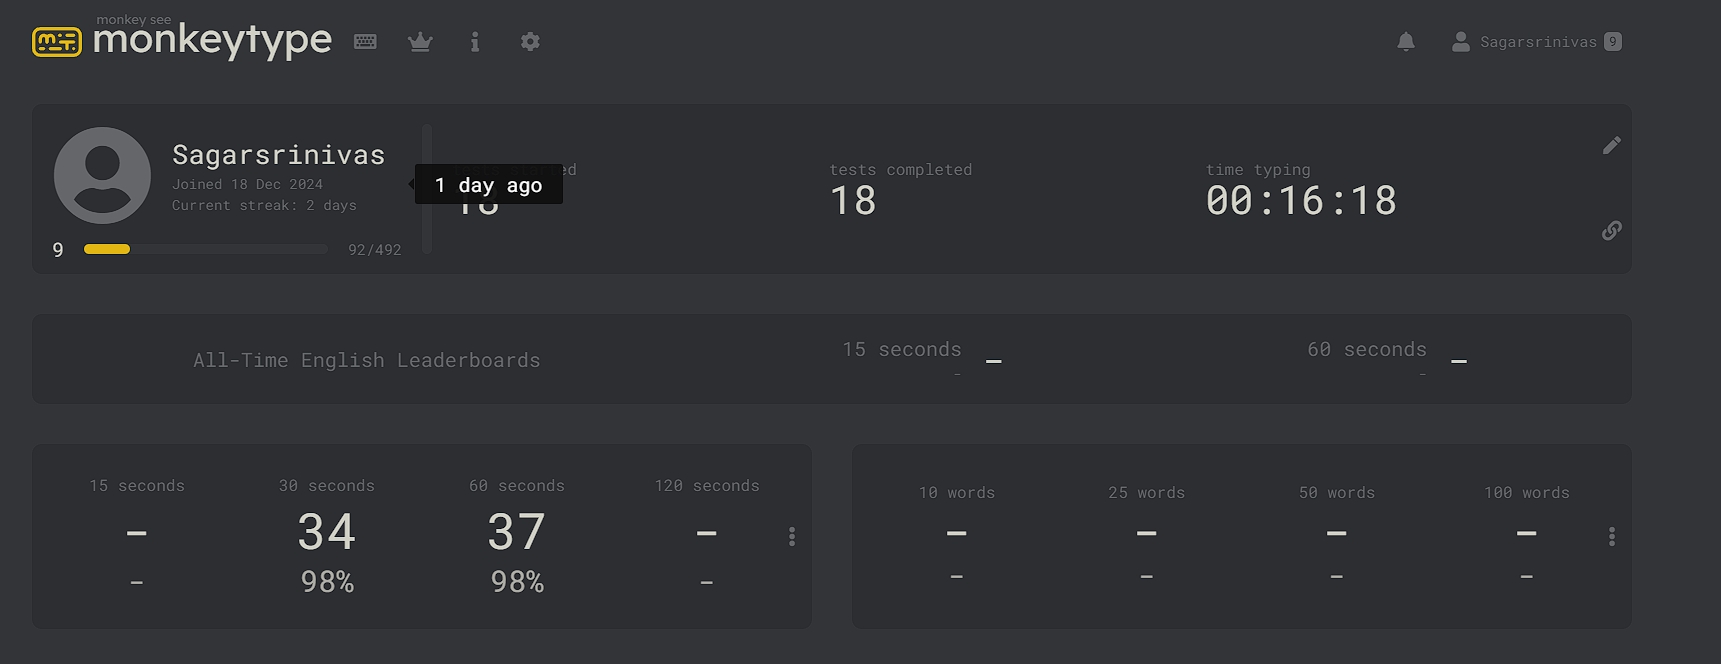 monkey see
monkeytype
Sagarsrinivas 9
Sagarsrinivas
Joined 18 Dec 2024
Current streak: 2 days
9
92/492
1 day ago
18
tests completed
18
time typing
00:16:18
All-Time English Leaderboards
15 seconds
-
-
60 seconds
-
-
15 seconds
-
-
30 seconds
34
98%
60 seconds
37
98%
120 seconds
-
-
10 words
-
-
25 words
-
-
50 words
-
-
100 words
-
-